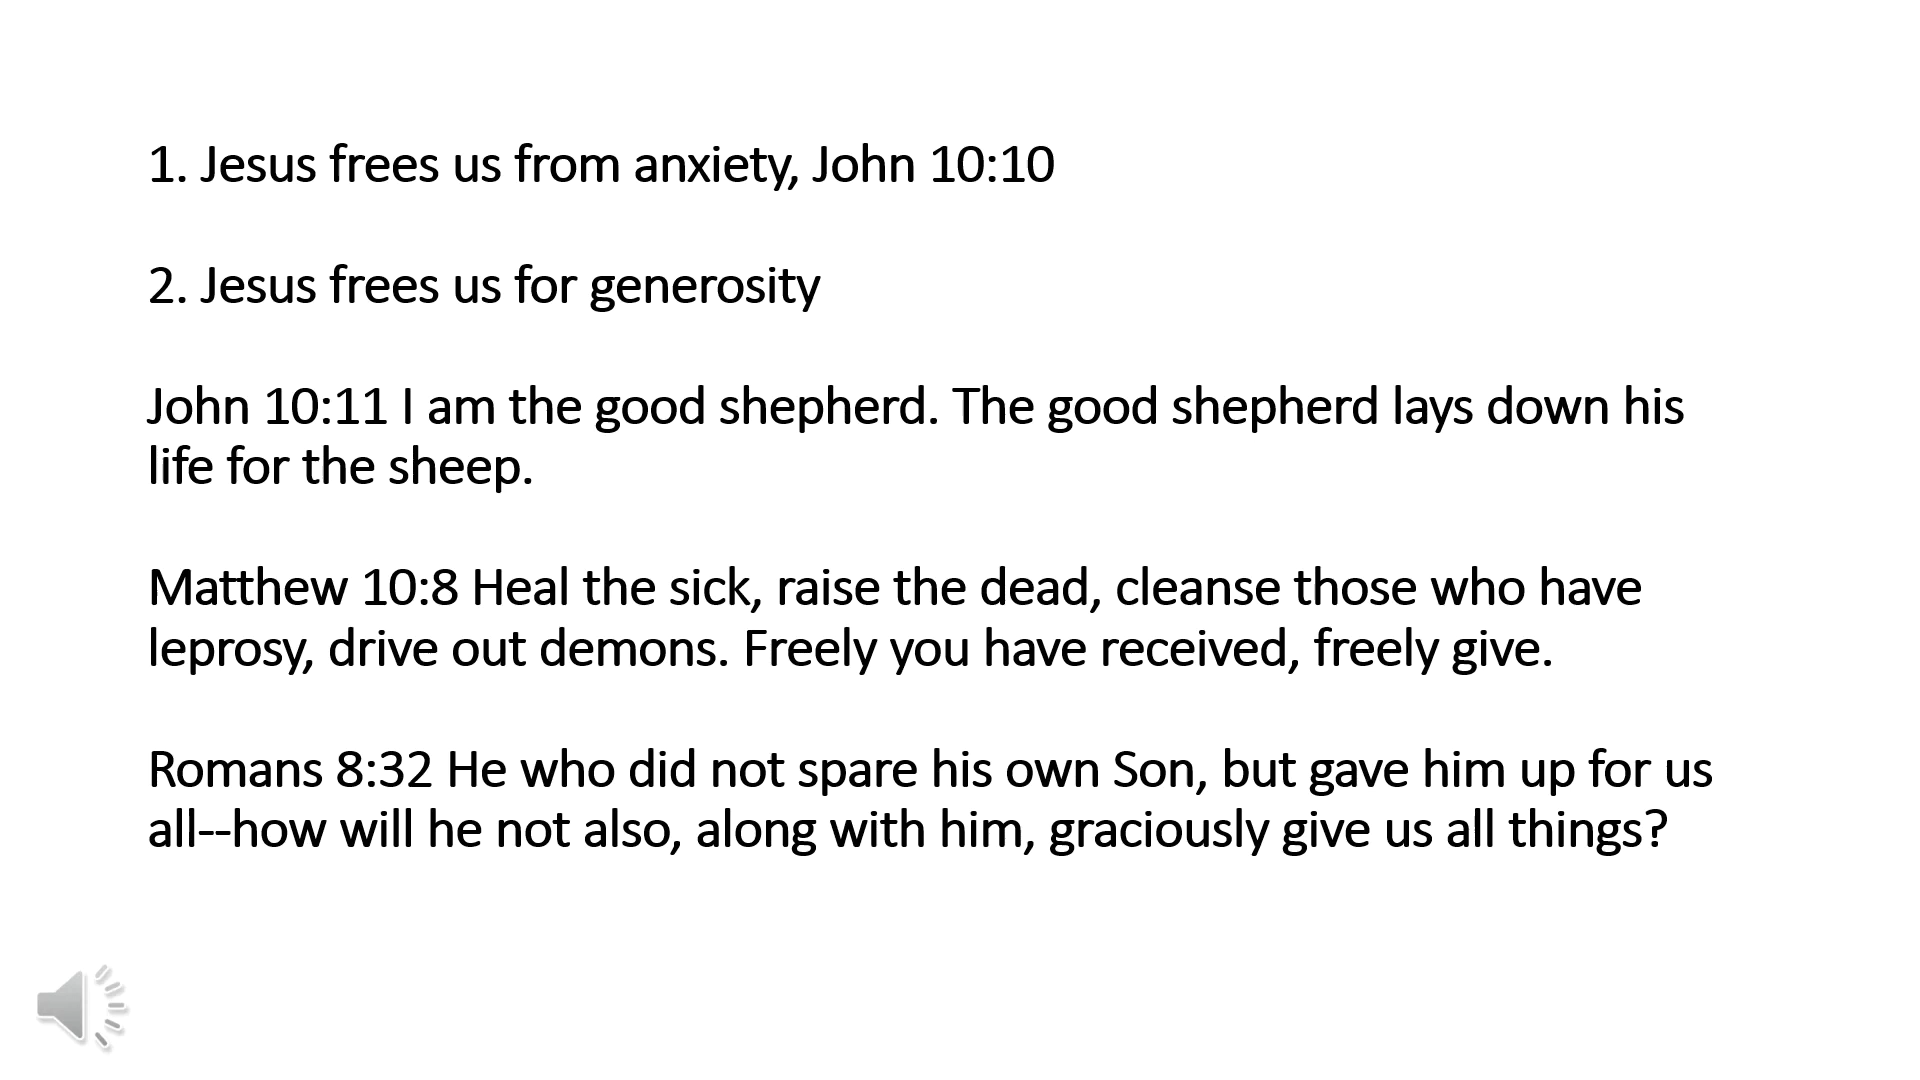 1. Jesus frees us from anxiety, John 10:10
2. Jesus frees us for generosity
John 10:11 I am the good shepherd. The good shepherd lays down his
life for the sheep.
Matthew 10:8 Heal the sick, raise the dead, cleanse those who have
leprosy, drive out demons. Freely you have received, freely give.
Romans 8:32 He who did not spare his own Son, but gave him up for us
all--how will he not also, along with him, graciously give us all things?